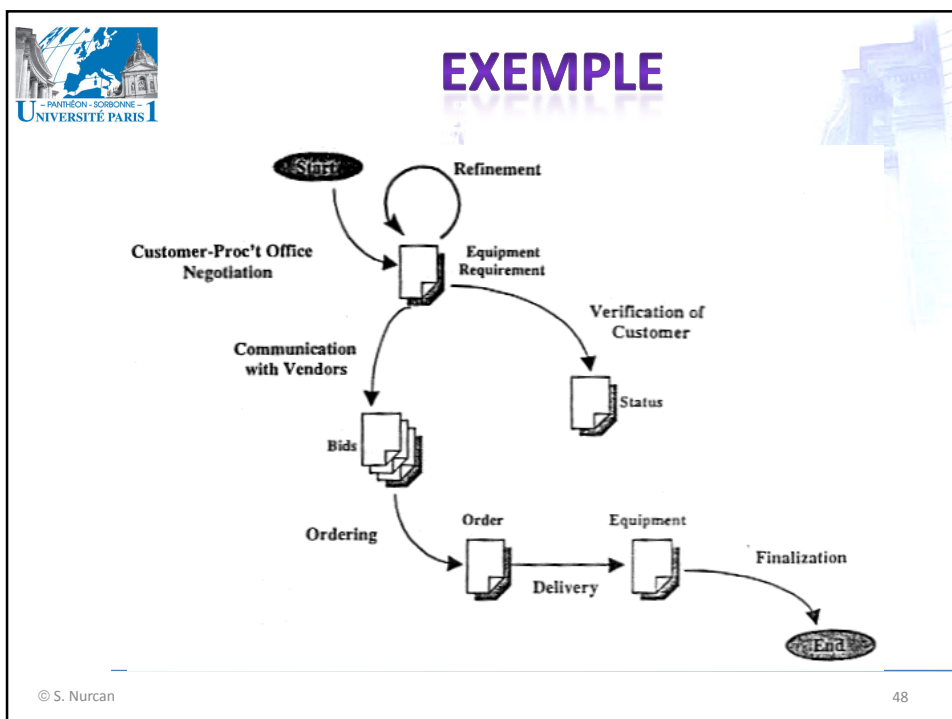 – PANTHÉON - SORBONNE –
UNIVERSITÉ PARIS 1
EXEMPLE
Start
Refinement
Customer-Proc't Office
Negotiation
Equipment
Requirement
Verification of
Customer
Communication
with Vendors
Status
Bids
Ordering
Order
Equipment
Delivery
Finalization
End
© S. Nurcan
48